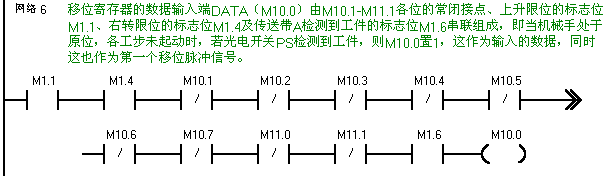 网络 6 移位寄存器的数据输入端DATA（M10.0）由M10.1-M11.1各位的常闭接点、上升限位的标志位
M1.1、右转限位的标志位M1.4及传送带A检测到工件的标志位M1.6串联组成，即当机械手处于
原位，各工步未起动时，若光电开关PS检测到工件，则M10.0置1，这作为输入的数据，同时
这也作为第一个移位脉冲信号。
M1.1 M1.4 M10.1 M10.2 M10.3 M10.4 M10.5
M10.6 M10.7 M11.0 M11.1 M1.6 M10.0